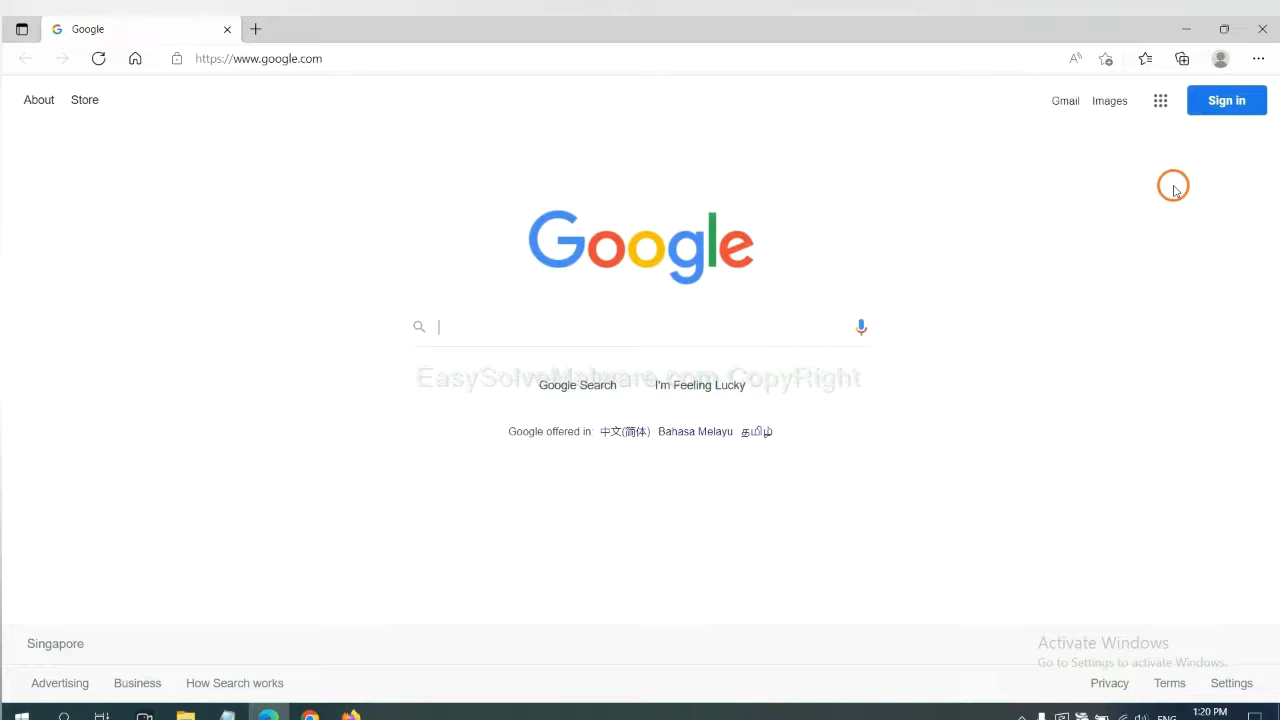 Google
https://www.google.com
About Store
Gmail Images Sign in
Google
EasySolveMalware.com CopyRight
Google Search I'm Feeling Lucky
Google offered in: 中文(简体) Bahasa Melayu தமிழ்
Singapore
Activate Windows
Go to Settings to activate Windows.
Advertising Business How Search works
Privacy Terms Settings
1:20 PM
ENG